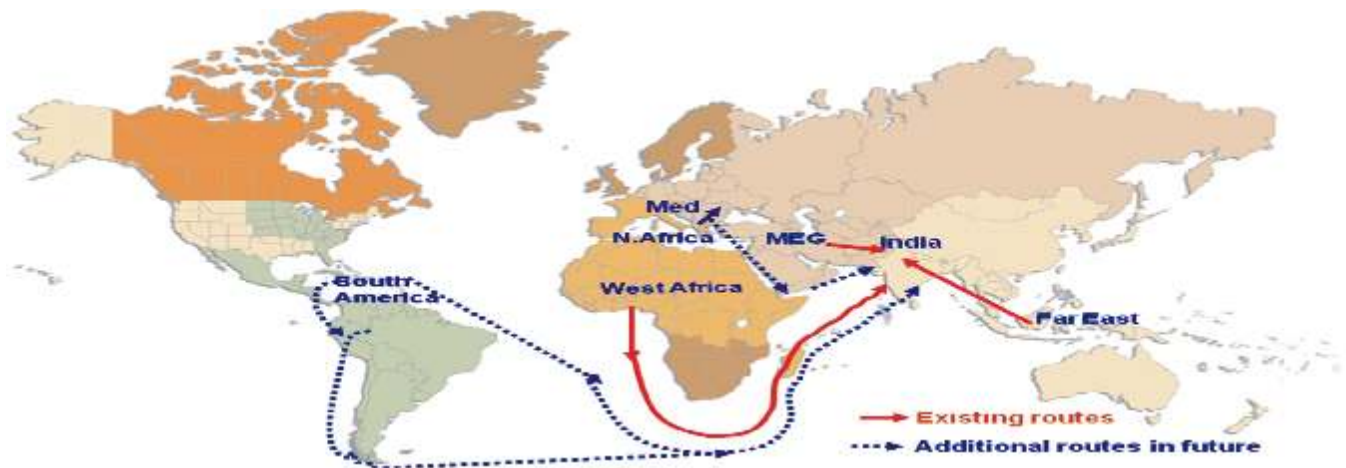 Med
N.Africa
MEG
India
South
America
West Africa
Far East
Existing routes
Additional routes in future